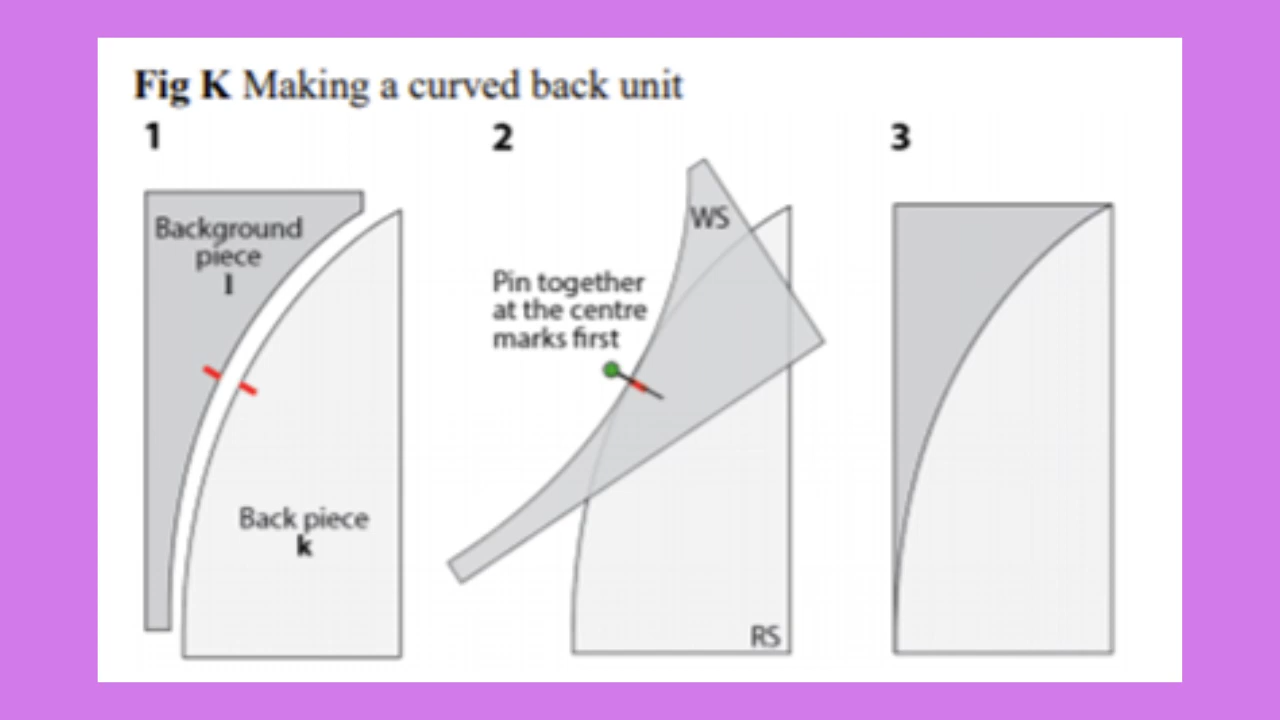 Fig K Making a curved back unit
1
2
3
Background
piece
l
Back piece
k
WS
Pin together
at the centre
marks first
RS